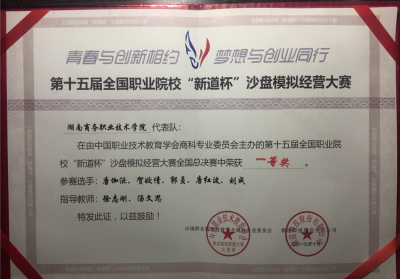 青春与创新相约 梦想与创业同行
第十五届全国职业院校“新道杯”沙盘模拟经营大赛
湖南商务职业技术学院 代表队：
在由中国职业技术教育学会商科专业委员会主办的第十五届全国职业院
校“新道杯”沙盘模拟经营大赛全国总决赛中荣获 一等奖。
参赛选手：唐伽派、贺欣倩、郭员、唐红波、刘成
指导教师：徐志刚、汤文思
特发此证，以兹鼓励！